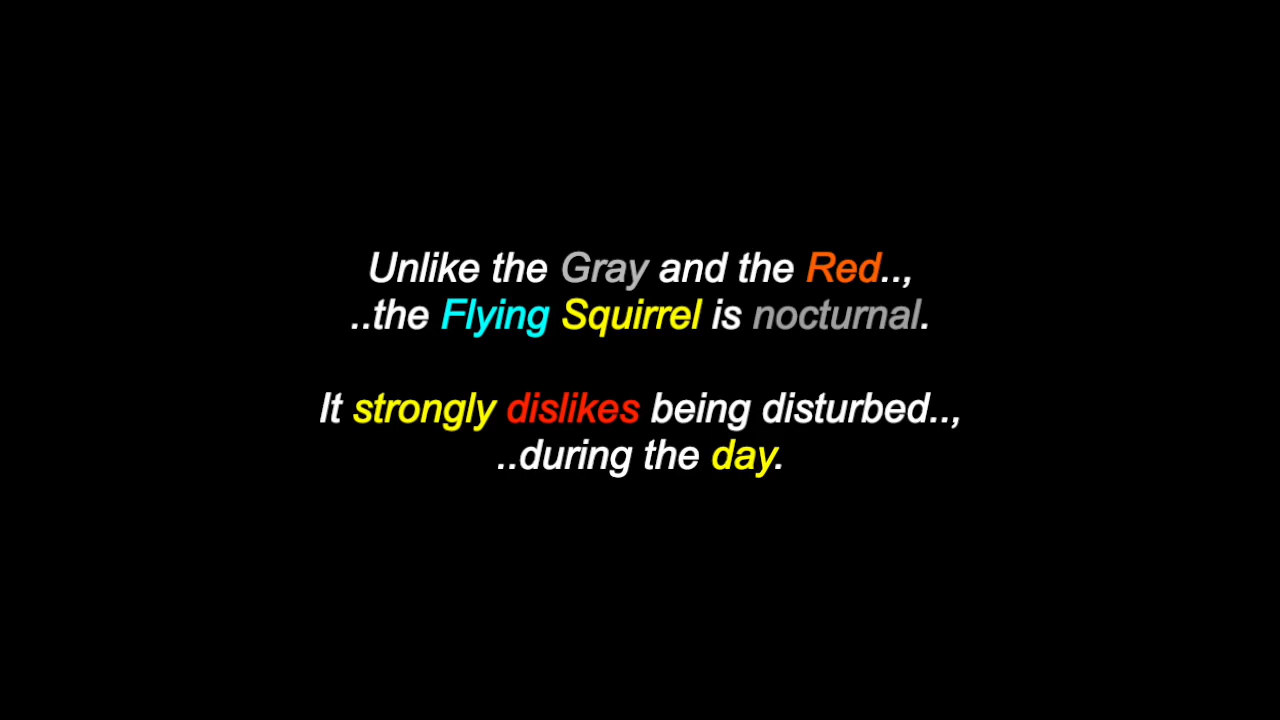 Unlike the Gray and the Red..,
..the Flying Squirrel is nocturnal.
It strongly dislikes being disturbed..,
..during the day.